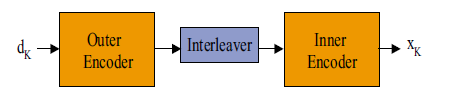 d_K
Outer
Encoder
Interleaver
Inner
Encoder
x_K